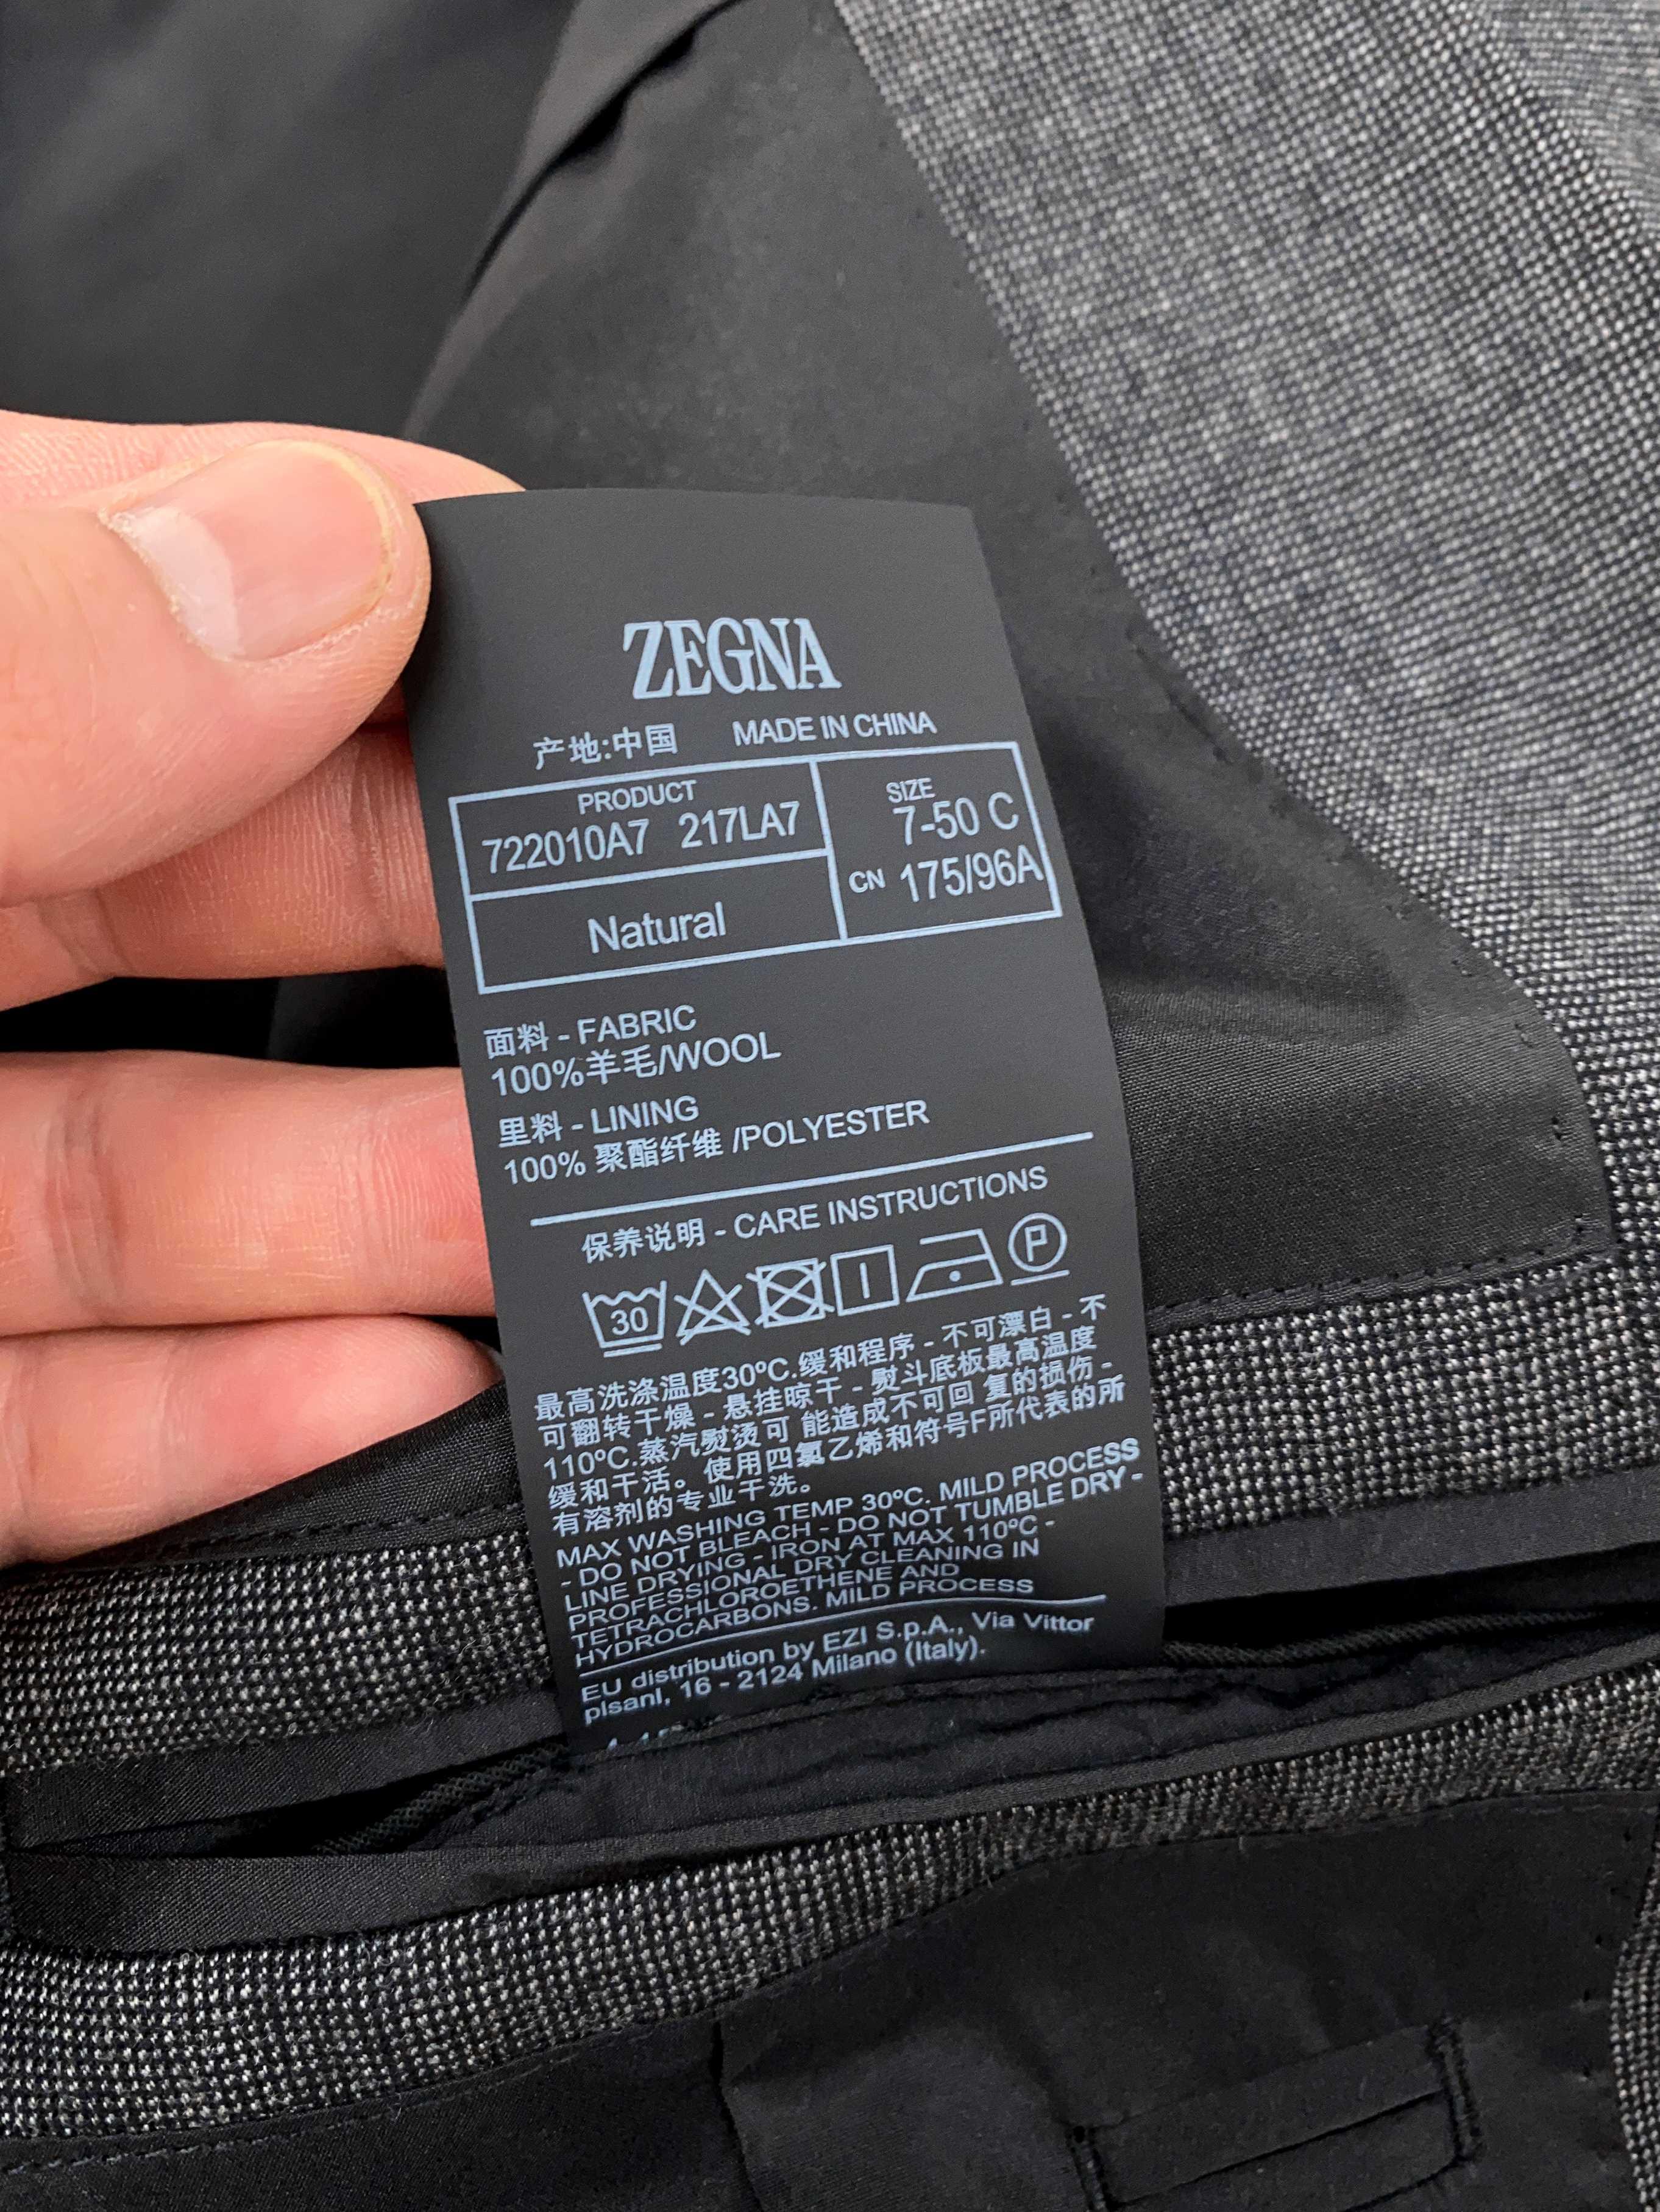 ZEGNA
产地:中国 MADE IN CHINA
PRODUCT
722010A7 217LA7
Natural
SIZE
7-50 C
CN 175/96A
面料 - FABRIC
100%羊毛/WOOL
里料 - LINING
100% 聚酯纤维 /POLYESTER
保养说明 - CARE INSTRUCTIONS
30 P
最高洗涤温度30ºC.缓和程序 - 不可漂白 - 不
可翻转干燥 - 悬挂晾干 - 熨斗底板最高温度
110ºC.蒸汽熨烫可 能造成不可回 复的损伤 -
缓和干活。使用四氯乙烯和符号F所代表的所
有溶剂的专业干洗。
MAX WASHING TEMP 30ºC. MILD PROCESS
- DO NOT BLEACH - DO NOT TUMBLE DRY -
LINE DRYING - IRON AT MAX 110ºC -
PROFESSIONAL DRY CLEANING IN
TETRACHLOROETHENE AND
HYDROCARBONS. MILD PROCESS
EU distribution by EZI S.p.A., Via Vittor
plsanl, 16 - 2124 Milano (Italy).